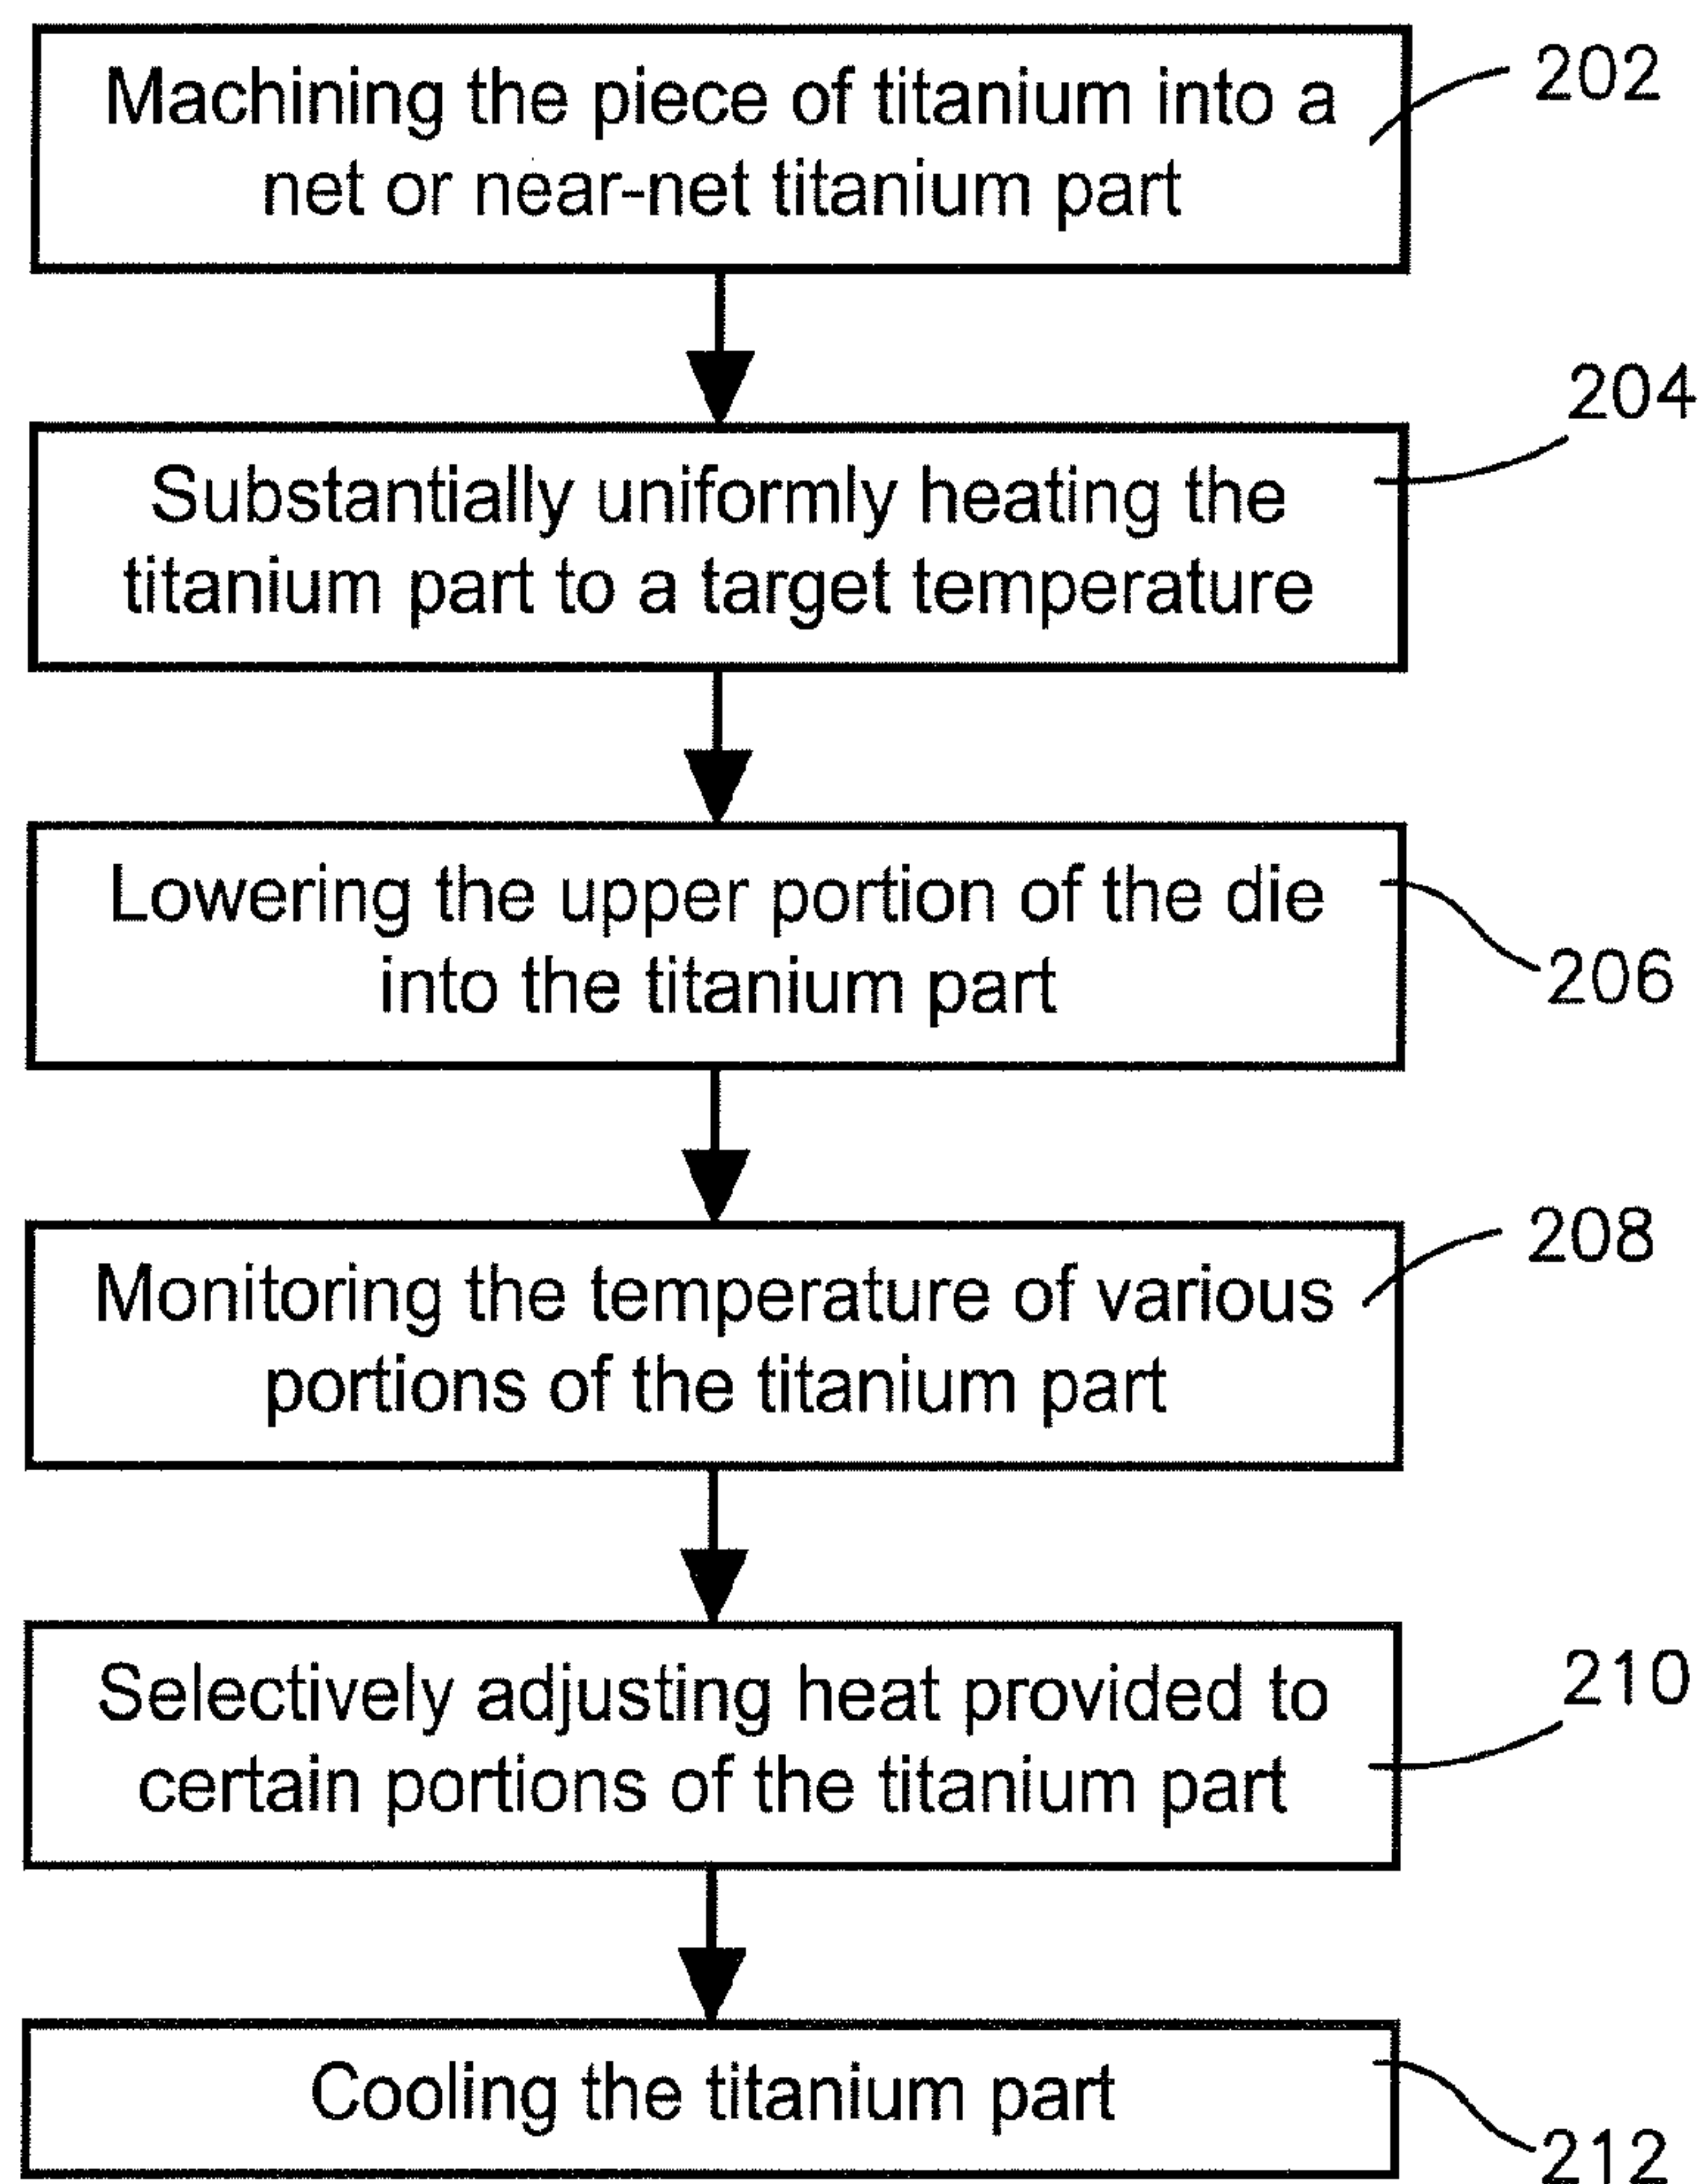 Machining the piece of titanium into a
net or near-net titanium part
202
Substantially uniformly heating the
titanium part to a target temperature
204
Lowering the upper portion of the die
into the titanium part
206
Monitoring the temperature of various
portions of the titanium part
208
Selectively adjusting heat provided to
certain portions of the titanium part
210
Cooling the titanium part
212